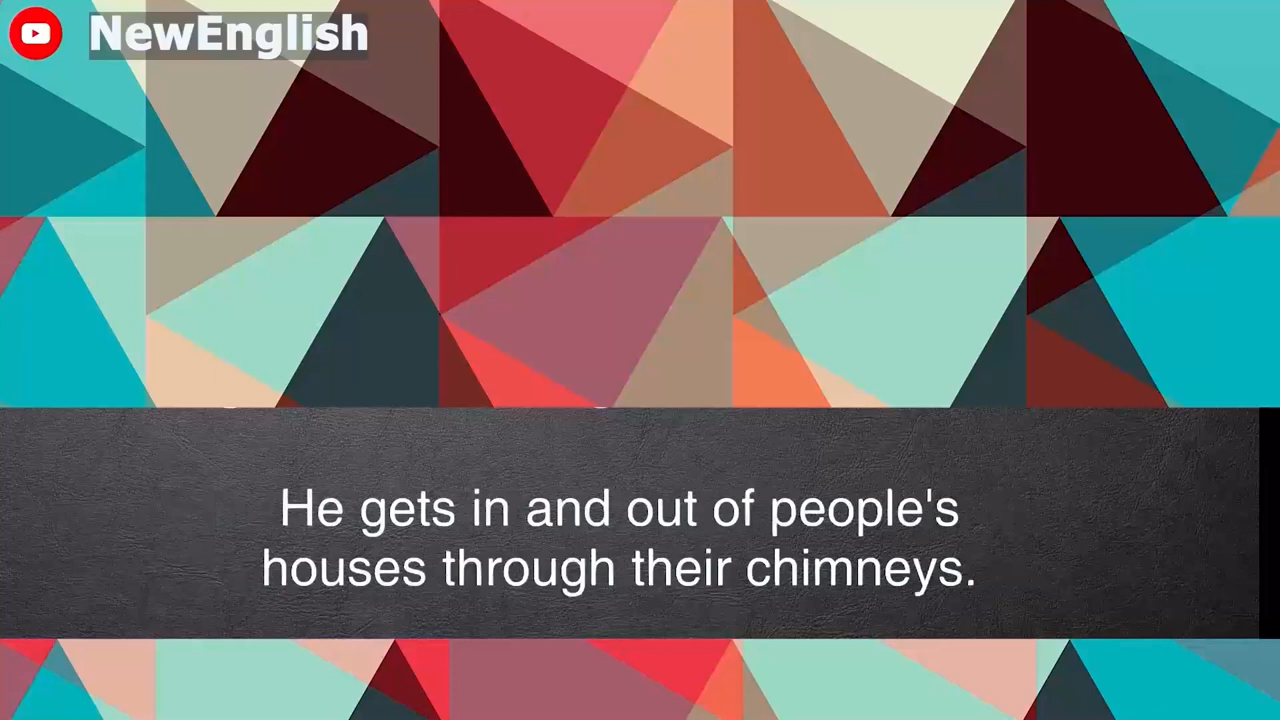 NewEnglish
He gets in and out of people's
houses through their chimneys.